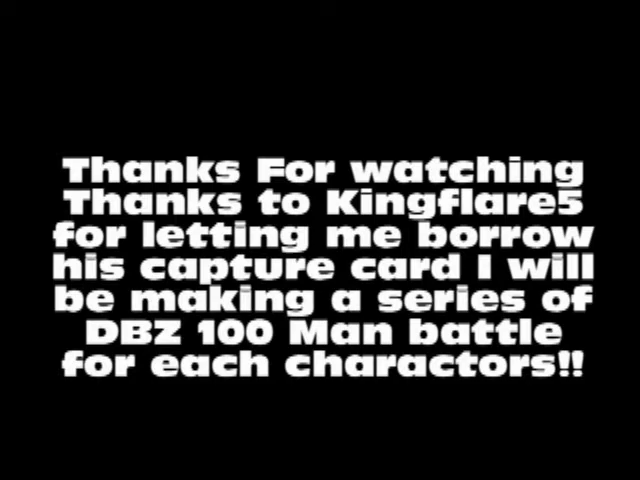 Thanks For watching
Thanks to Kingflare5
for letting me borrow
his capture card I will
be making a series of
DBZ 100 Man battle
for each charactors!!